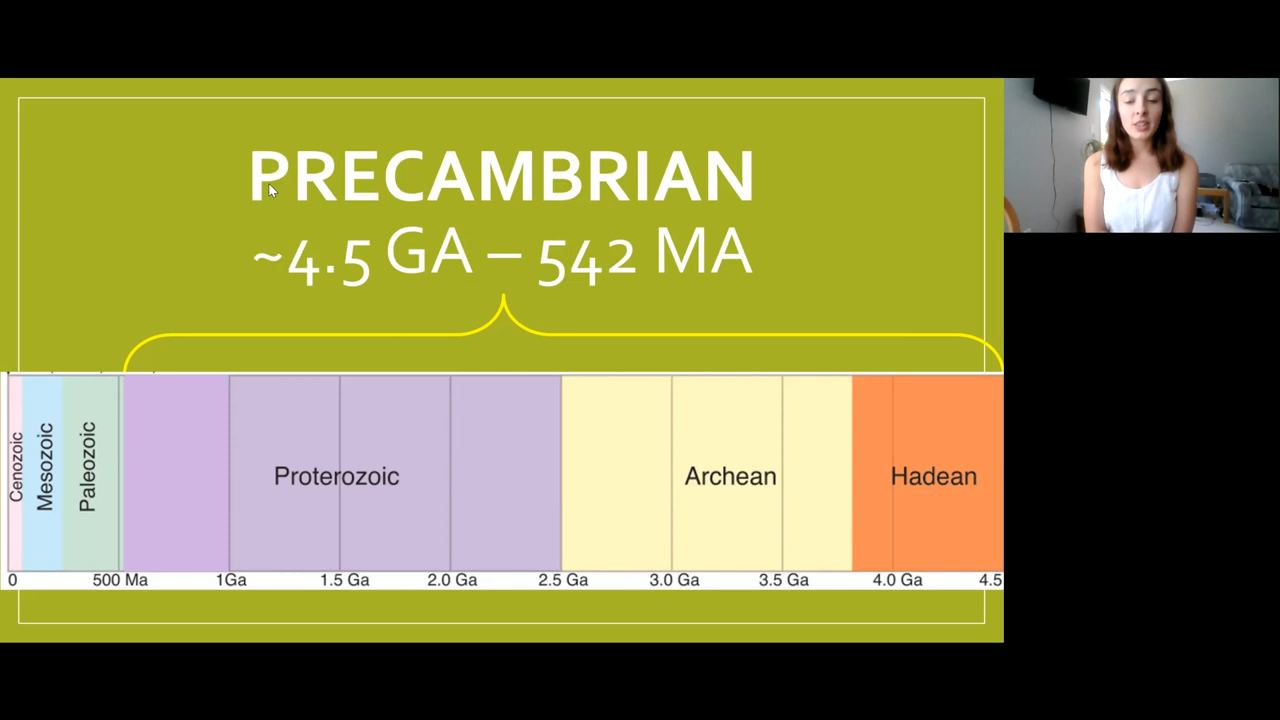 PRECAMBRIAN
~4.5 GA – 542 MA
Cenozoic
Mesozoic
Paleozoic
Proterozoic
Archean
Hadean
0 500 Ma 1Ga 1.5 Ga 2.0 Ga 2.5 Ga 3.0 Ga 3.5 Ga 4.0 Ga 4.5